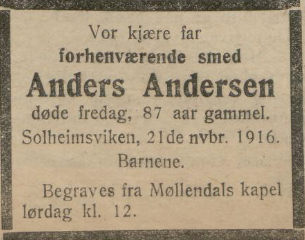 Vor kjære far
forhenværende smed
Anders Andersen
døde fredag, 87 aar gammel.
Solheimsviken, 21de nvbr. 1916.
Barnene.
Begraves fra Møllendals kapel
lørdag kl. 12.